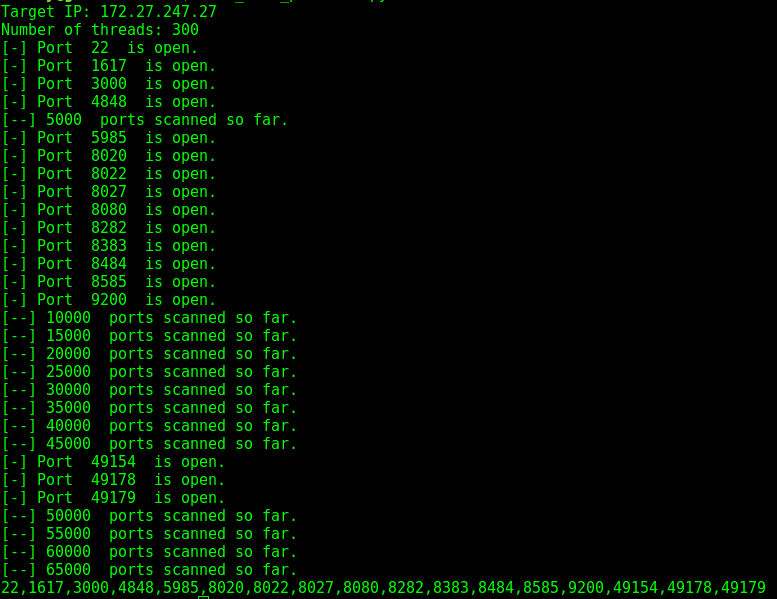 Target IP: 172.27.247.27
Number of threads: 300
[-] Port  22  is open.
[-] Port  1617  is open.
[-] Port  3000  is open.
[-] Port  4848  is open.
[--] 5000  ports scanned so far.
[-] Port  5985  is open.
[-] Port  8020  is open.
[-] Port  8022  is open.
[-] Port  8027  is open.
[-] Port  8080  is open.
[-] Port  8282  is open.
[-] Port  8383  is open.
[-] Port  8484  is open.
[-] Port  8585  is open.
[-] Port  9200  is open.
[--] 10000  ports scanned so far.
[--] 15000  ports scanned so far.
[--] 20000  ports scanned so far.
[--] 25000  ports scanned so far.
[--] 30000  ports scanned so far.
[--] 35000  ports scanned so far.
[--] 40000  ports scanned so far.
[--] 45000  ports scanned so far.
[-] Port  49154  is open.
[-] Port  49178  is open.
[-] Port  49179  is open.
[--] 50000  ports scanned so far.
[--] 55000  ports scanned so far.
[--] 60000  ports scanned so far.
[--] 65000  ports scanned so far.
22,1617,3000,4848,5985,8020,8022,8027,8080,8282,8383,8484,8585,9200,49154,49178,49179